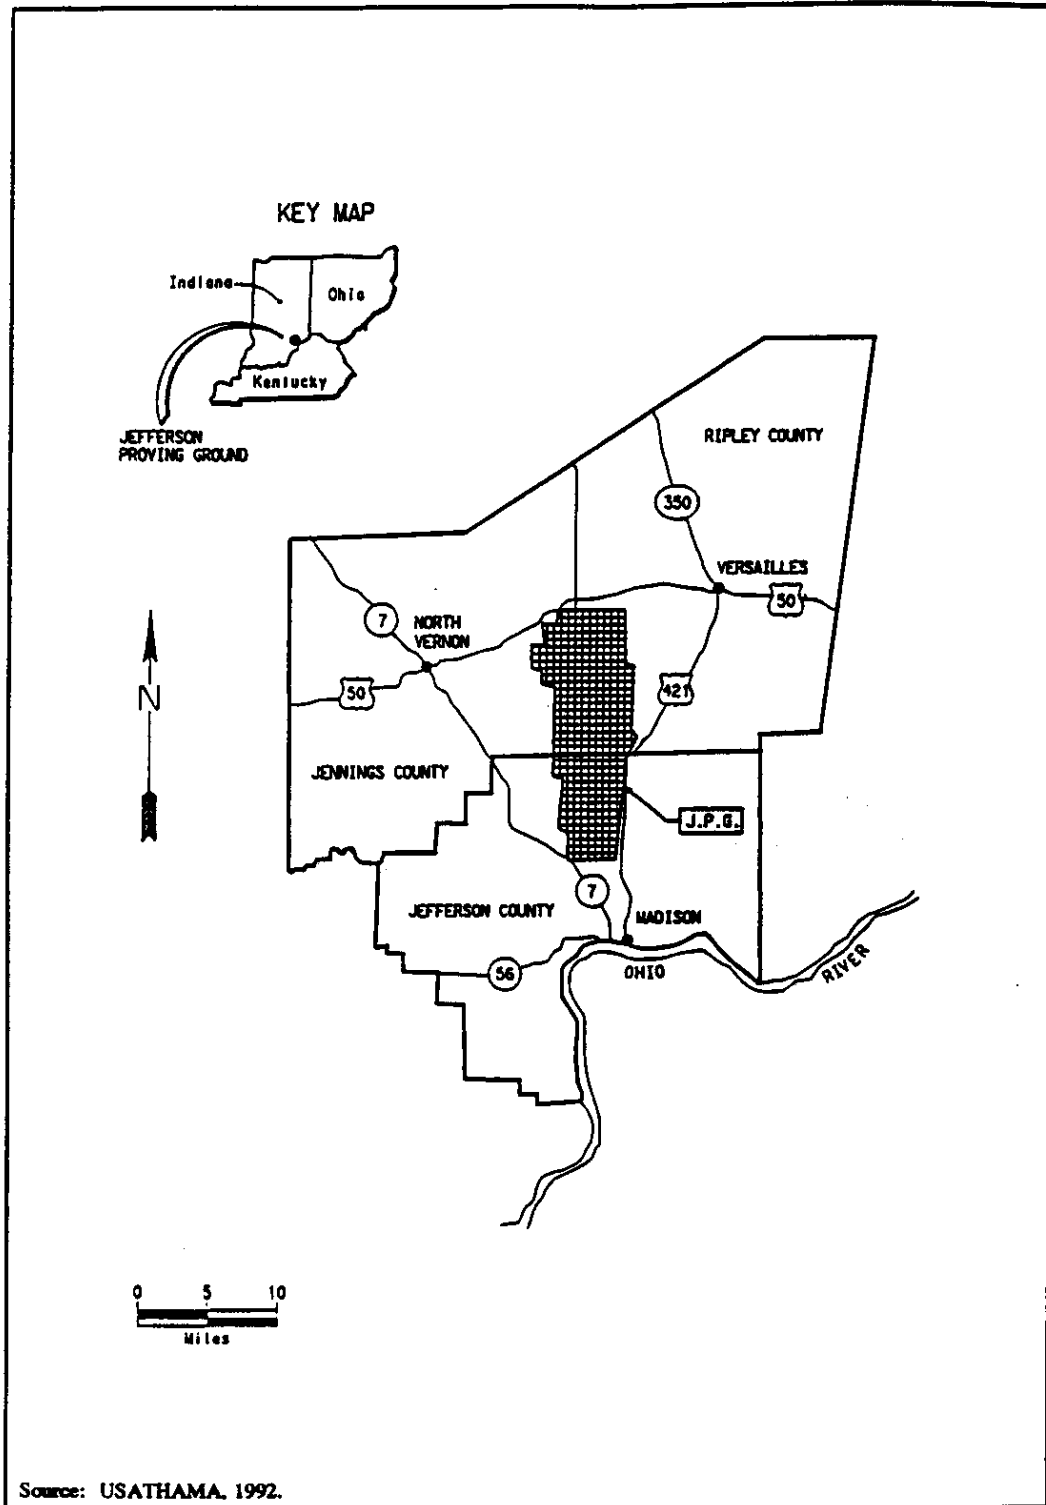 KEY MAP
Indiana
Ohio
Kentucky
JEFFERSON
PROVING GROUND
RIPLEY COUNTY
350
VERSAILLES
50
7
NORTH
VERNON
50
421
N
JENNINGS COUNTY
J.P.G.
JEFFERSON COUNTY
7
MADISON
56
OHIO
RIVER
0 5 10
Miles
Source: USATHAMA, 1992.